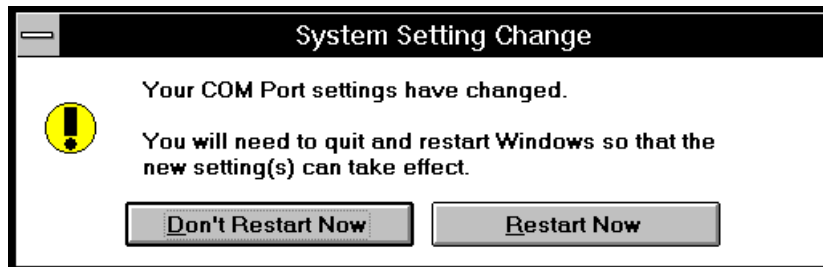 System Setting Change
Your COM Port settings have changed.
You will need to quit and restart Windows so that the
new setting(s) can take effect.
Don't Restart Now
Restart Now